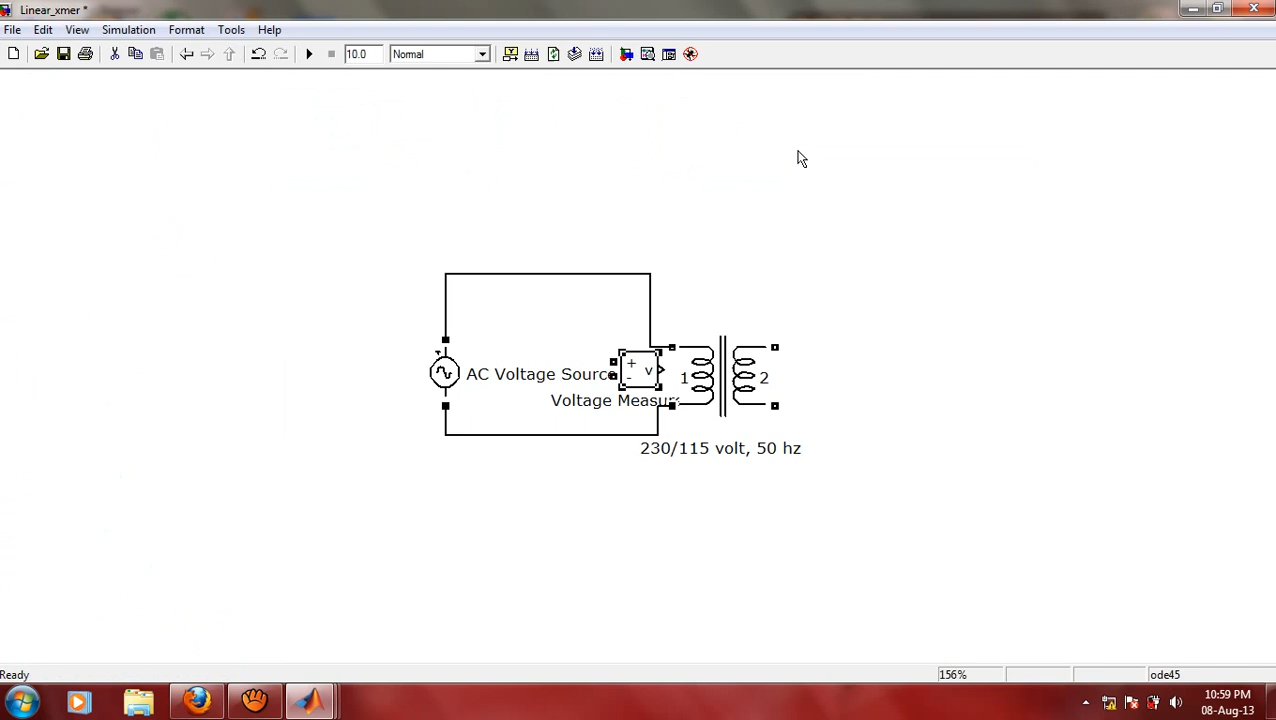 Linear_xmer *
File Edit View Simulation Format Tools Help
10.0 Normal
+
- v
AC Voltage Source
1 2
Voltage Measure
230/115 volt, 50 hz
Ready 156% ode45
10:59 PM
08-Aug-13